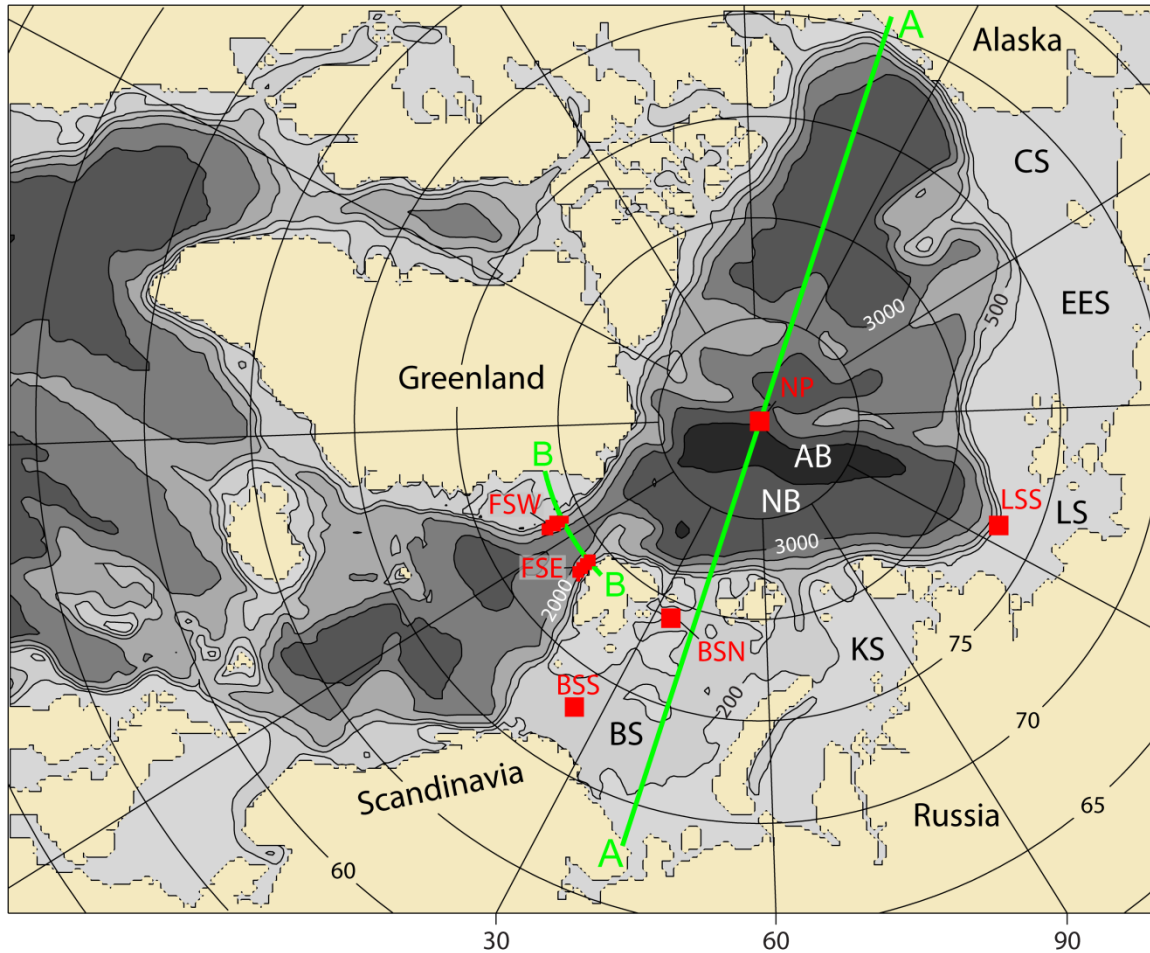 A
Alaska
CS
EES
500
3000
Greenland
NP
AB
B
NB
LSS
FSW
LS
3000
FSE
B
2000
BSN
KS
75
BSS
200
70
BS
Scandinavia
65
Russia
A
60
30
60
90